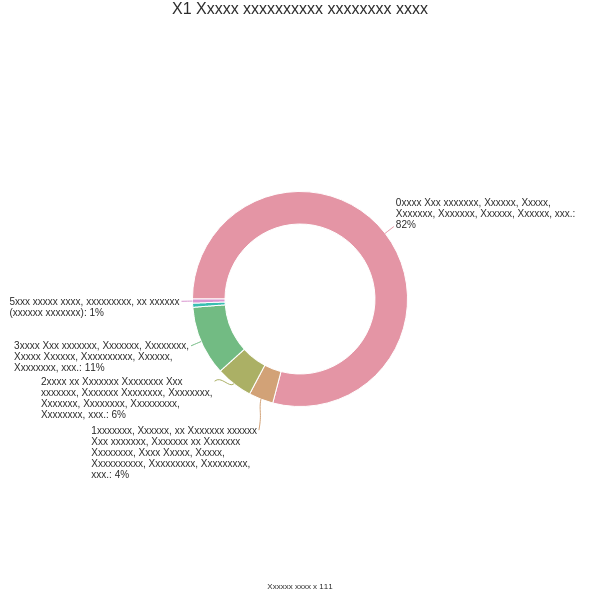 X1 Xxxxx xxxxxxxxxx xxxxxxxx xxxx
0xxxx Xxx xxxxxxx, Xxxxxx, Xxxxx,
Xxxxxxx, Xxxxxxx, Xxxxxx, Xxxxxx, xxx.:
82%
5xxx xxxxx xxxx, xxxxxxxxx, xx xxxxxx
(xxxxxx xxxxxxx): 1%
3xxxx Xxx xxxxxxx, Xxxxxxx, Xxxxxxxx,
Xxxxx Xxxxxx, Xxxxxxxxxx, Xxxxxx,
Xxxxxxxx, xxx.: 11%
2xxxx xx Xxxxxxx Xxxxxxxx Xxx
xxxxxxx, Xxxxxxx Xxxxxxxx, Xxxxxxxx,
Xxxxxxx, Xxxxxxxx, Xxxxxxxxx,
Xxxxxxxx, xxx.: 6%
1xxxxxxx, Xxxxxx, xx Xxxxxxx xxxxxx
Xxx xxxxxxx, Xxxxxxx xx Xxxxxxx
Xxxxxxxx, Xxxx Xxxxx, Xxxxx,
Xxxxxxxxxx, Xxxxxxxxx, Xxxxxxxxx,
xxx.: 4%
Xxxxxx xxxx x 111